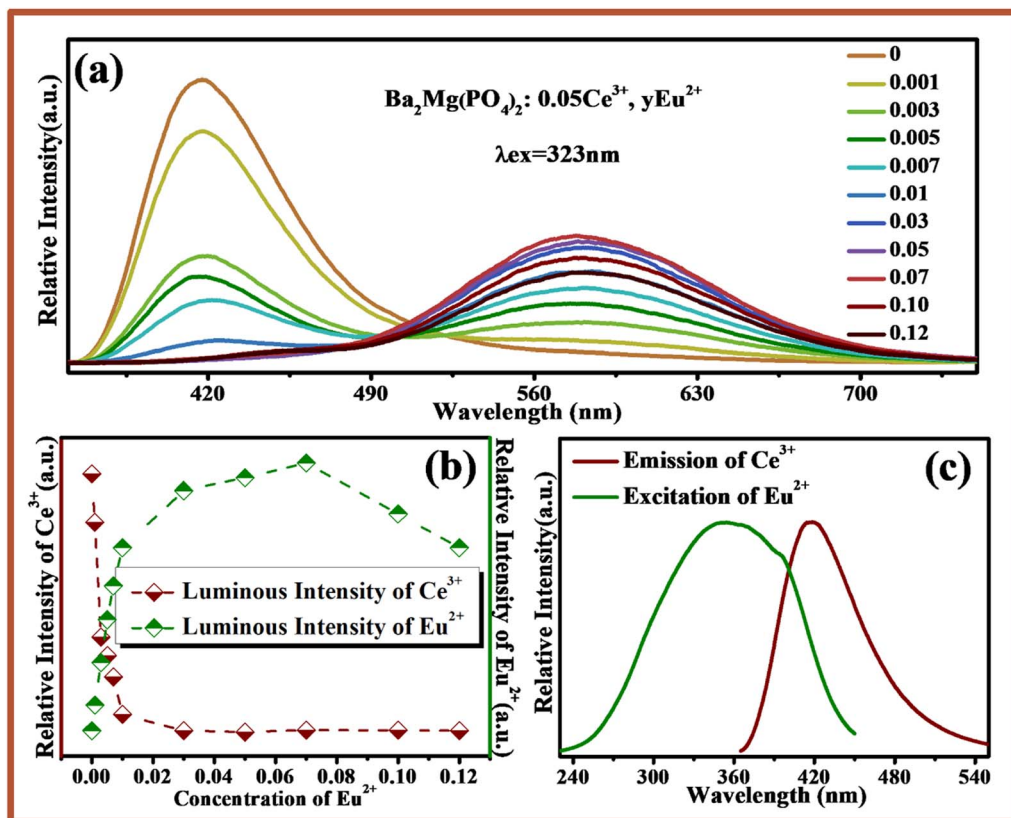 (a)
Ba₂Mg(PO₄)₂: 0.05Ce³⁺, yEu²⁺
λex=323nm
0
0.001
0.003
0.005
0.007
0.01
0.03
0.05
0.07
0.10
0.12
Relative Intensity(a.u.)
420 490 560 630 700
Wavelength (nm)
(b)
Relative Intensity of Ce³⁺(a.u.)
Luminous Intensity of Ce³⁺
Luminous Intensity of Eu²⁺
Relative Intensity of Eu²⁺(a.u.)
0.00 0.02 0.04 0.06 0.08 0.10 0.12
Concentration of Eu²⁺
(c)
Emission of Ce³⁺
Excitation of Eu²⁺
Relative Intensity(a.u.)
240 300 360 420 480 540
Wavelength (nm)